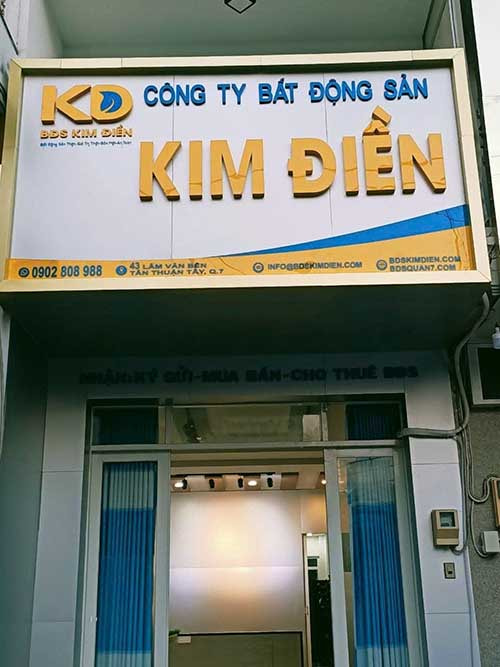 KD
BĐS KIM ĐIỀN
CÔNG TY BẤT ĐỘNG SẢN
KIM ĐIỀN
0902 808 988
43 LÂM VĂN BỀN
TÂN THUẬN TÂY, Q.7
INFO@BDSKIMDIEN.COM
BDSKIMDIEN.COM
BDSQUAN7.COM
NHẬN: KÝ GỬI-MUA BÁN-CHO THUÊ BĐS